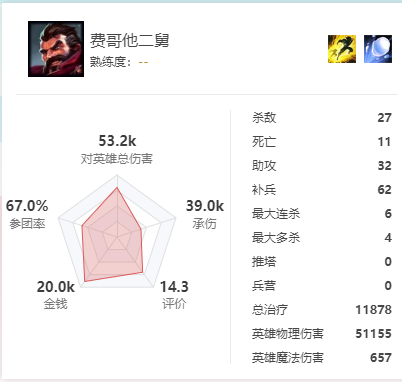 费哥他二舅
熟练度：--
53.2k
对英雄总伤害
67.0%
参团率
39.0k
承伤
20.0k
金钱
14.3
评价
杀敌 27
死亡 11
助攻 32
补兵 62
最大连杀 6
最大多杀 4
推塔 0
兵营 0
总治疗 11878
英雄物理伤害 51155
英雄魔法伤害 657